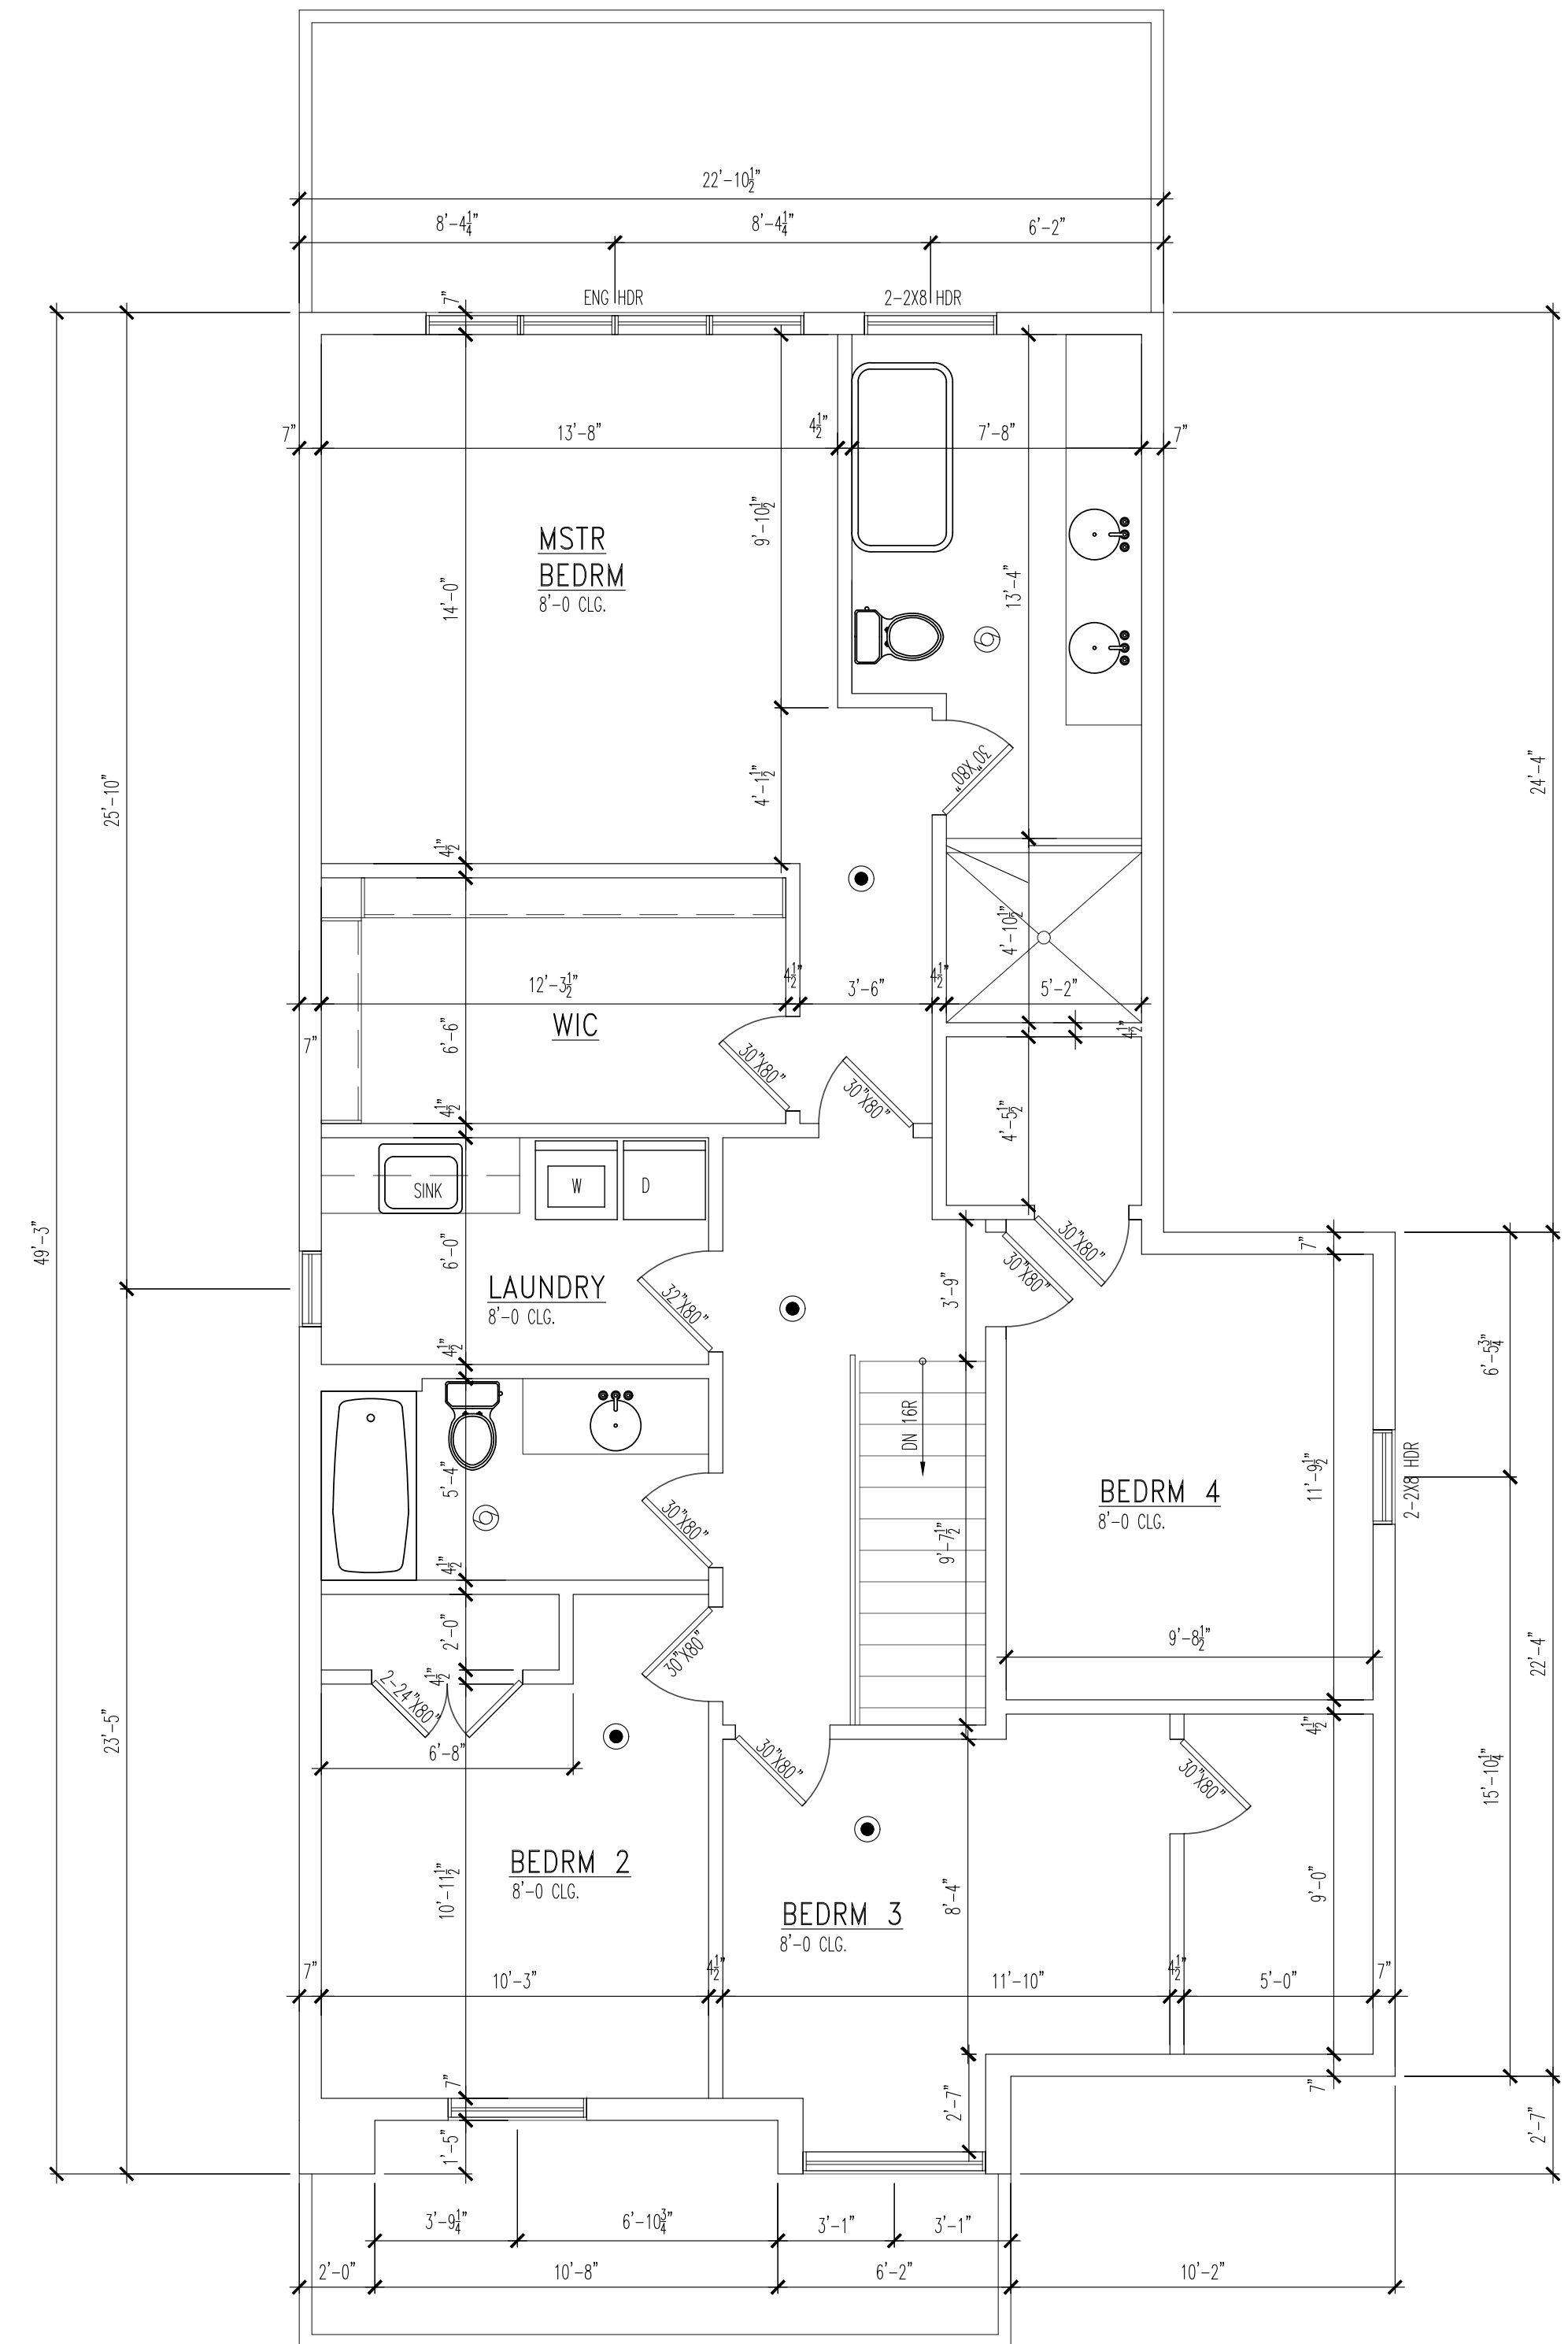 22'-10½"
8'-4¼" 8'-4¼" 6'-2"
7" ENG HDR 2-2X8 HDR
7" 13'-8" 4½" 7'-8" 7"
9'-10½"
MSTR
BEDRM
8'-0 CLG.
14'-0"
13'-4"
30"X80"
4'-1½"
25'-10"
24'-4"
4½"
4'-10½"
12'-3½" 4½" 3'-6" 4½" 5'-2"
7"
WIC
6'-6"
4½"
30"X80"
30"X80"
4'-5½"
4½"
SINK W D
49'-3"
6'-0"
LAUNDRY
8'-0 CLG.
32"X80"
3'-9"
30"X80"
30"X80"
7"
4½"
6'-5¾"
DN 16R
5'-4"
30"X80"
9'-7½"
BEDRM 4
8'-0 CLG.
11'-9½"
2-2X8 HDR
4½"
2'-0"
4½"
2-24"X80"
30"X80"
9'-8½"
22'-4"
23'-5"
6'-8"
30"X80"
4½"
30"X80"
15'-10¼"
BEDRM 2
8'-0 CLG.
10'-11½"
BEDRM 3
8'-0 CLG.
8'-4"
9'-0"
7" 10'-3" 4½" 11'-10" 4½" 5'-0" 7"
7"
7"
1'-5"
2'-7"
2'-7"
3'-9¼" 6'-10¾" 3'-1" 3'-1"
2'-0" 10'-8" 6'-2" 10'-2"